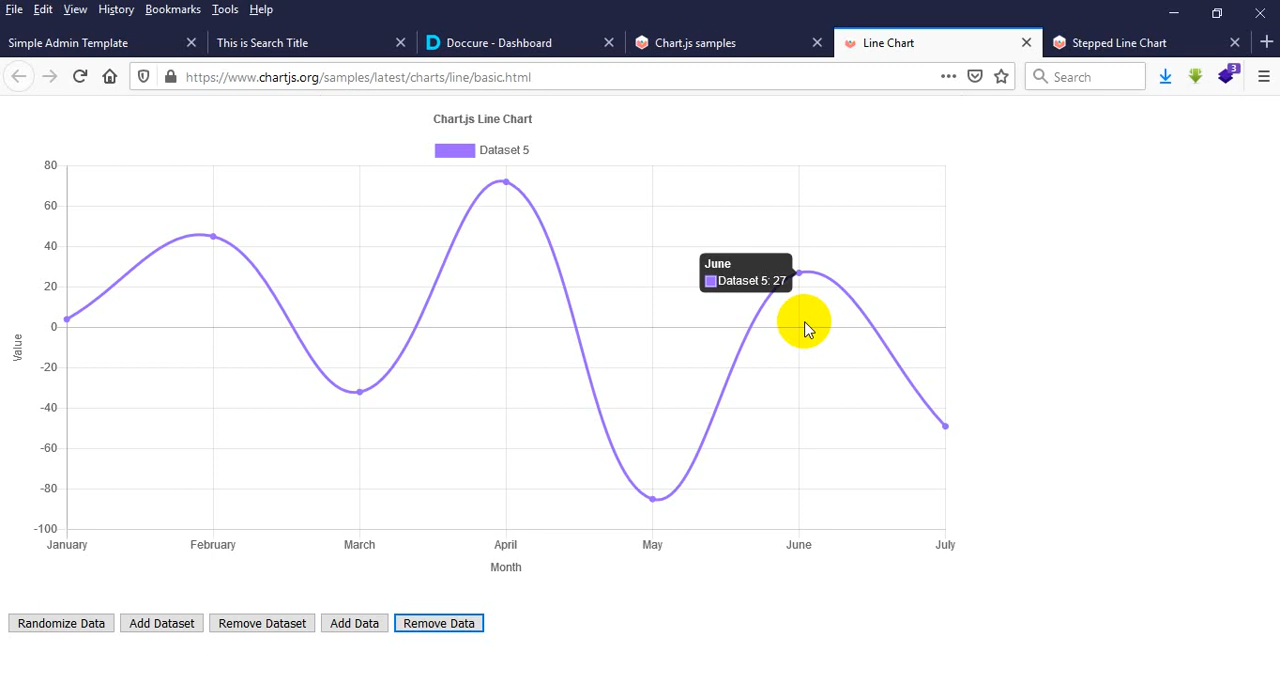 File Edit View History Bookmarks Tools Help
Simple Admin Template This is Search Title Doccure - Dashboard Chart.js samples Line Chart Stepped Line Chart
https://www.chartjs.org/samples/latest/charts/line/basic.html Search 3
Chart.js Line Chart
Dataset 5
80
60
40
20
0
-20
-40
-60
-80
-100
Value
June
Dataset 5: 27
January February March April May June July
Month
Randomize Data Add Dataset Remove Dataset Add Data Remove Data